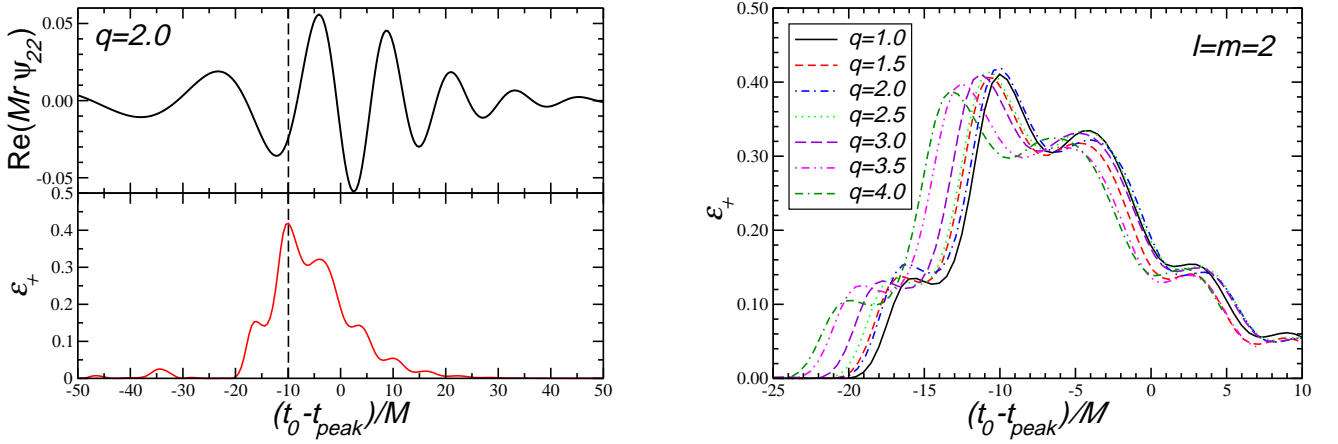 0.05
q=2.0
0.00
-0.05
Re(Mr ψ22)
0.5
0.4
0.3
0.2
0.1
0
ε+
-50 -40 -30 -20 -10 0 10 20 30 40 50
(t0-tpeak)/M
0.50
l=m=2
q=1.0
q=1.5
q=2.0
q=2.5
q=3.0
q=3.5
q=4.0
0.40
0.30
0.20
0.10
0.00
ε+
-25 -20 -15 -10 -5 0 5 10
(t0-tpeak)/M